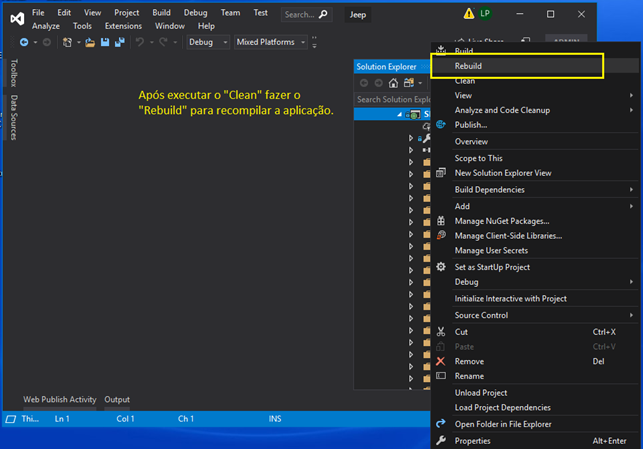 File Edit View Project Build Debug Team Test Search... Jeep LP
Analyze Tools Extensions Window Help
Live Share ADMIN
Debug Mixed Platforms
Toolbox
Data Sources
Após executar o "Clean" fazer o
"Rebuild" para recompilar a aplicação.
Solution Explorer
Search Solution Explo
Build
Rebuild
Clean
View
Analyze and Code Cleanup
Publish...
Overview
Scope to This
New Solution Explorer View
Build Dependencies
Add
Manage NuGet Packages...
Manage Client-Side Libraries...
Manage User Secrets
Set as StartUp Project
Debug
Initialize Interactive with Project
Source Control
Cut Ctrl+X
Paste Ctrl+V
Remove Del
Rename
Unload Project
Load Project Dependencies
Open Folder in File Explorer
Properties Alt+Enter
Web Publish Activity Output
Thi... Ln 1 Col 1 Ch 1 INS